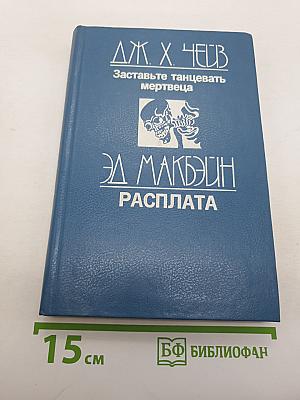 ДЖ. Х. ЧЕЙЗ
Заставьте танцевать
мертвеца
ЭД МАКБЭЙН
РАСПЛАТА
15 см
БФ БИБЛИОФАН